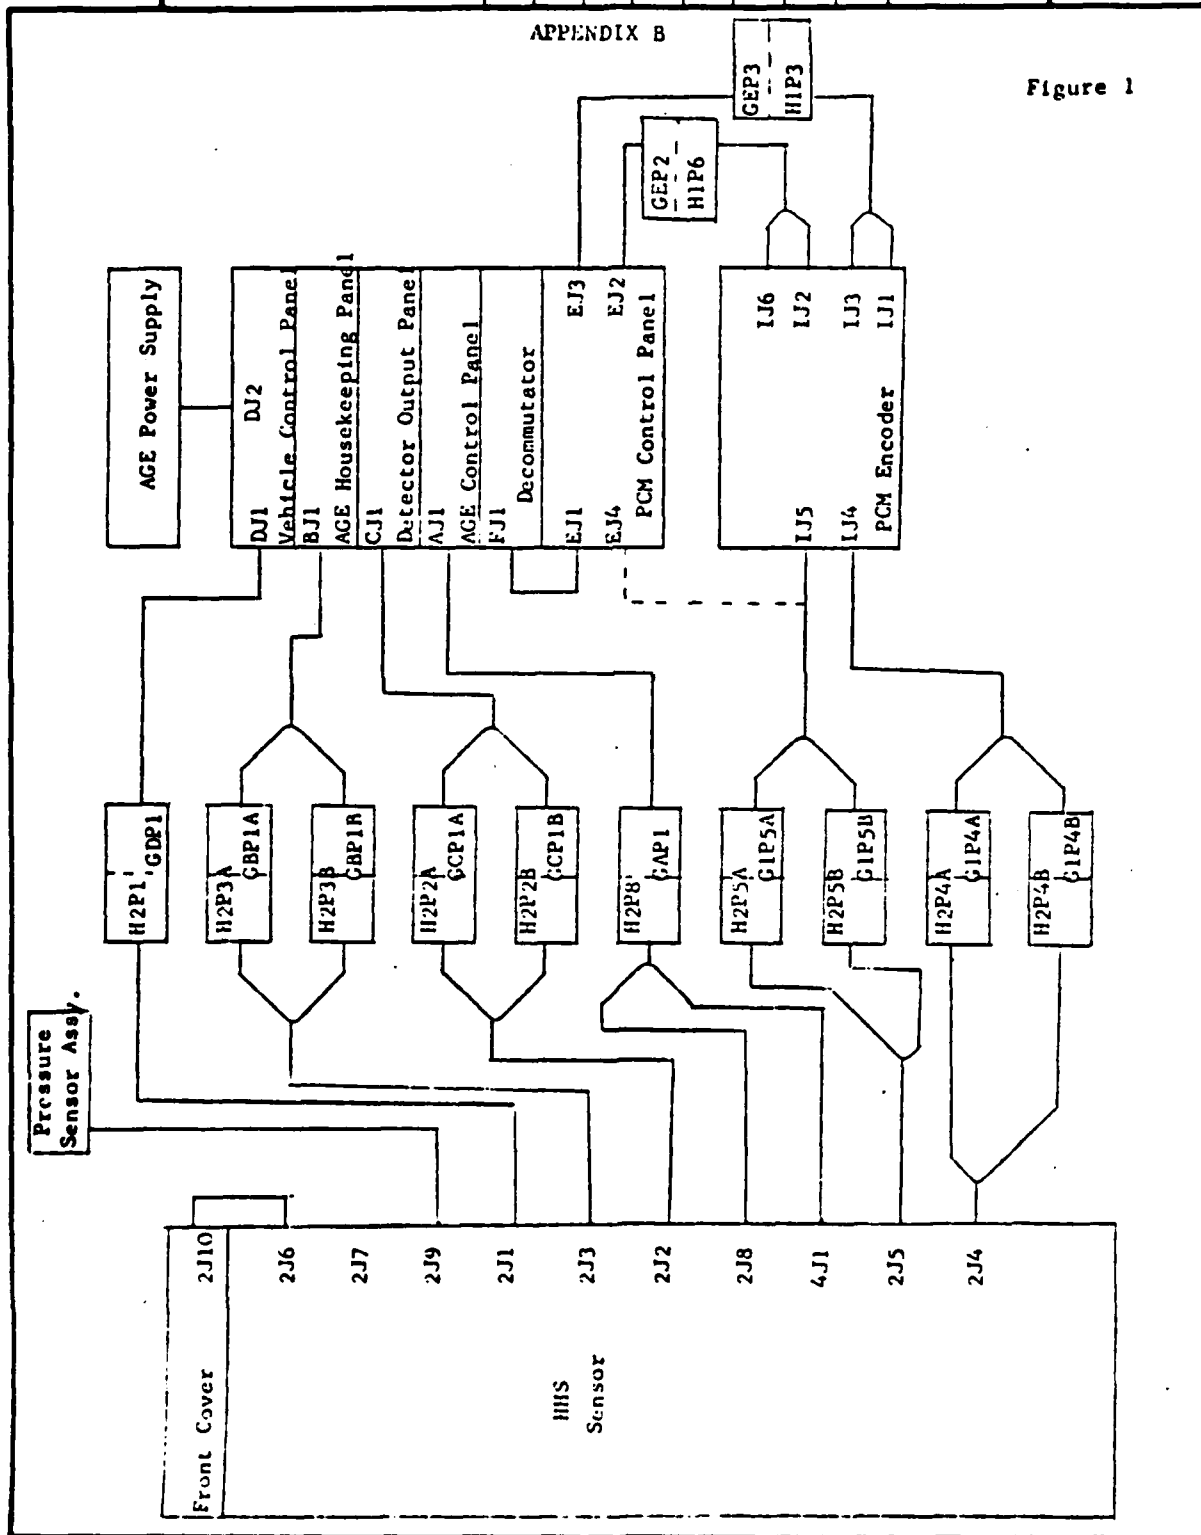 APPENDIX B
Figure 1
GEP3
H1P3
GEP2
H1P6
AGE Power Supply
DJ2
DJ1
Vehicle Control Panel
BJ1
AGE Housekeeping Panel
CJ1
Detector Output Panel
AJ1
AGE Control Panel
FJ1
Decommutator
EJ1
EJ3
EJ4
EJ2
PCM Control Panel
IJ6
IJ2
IJ3
IJ1
IJ5
IJ4
PCM Encoder
H2P1
GDP1
H2P3A
GBP1A
H2P3B
GBP1B
H2P2A
GCP1A
H2P2B
GCP1B
H2P8
GAP1
H2P5A
G1P5A
H2P5B
G1P5B
H2P4A
G1P4A
H2P4B
G1P4B
Pressure
Sensor Assy.
Front Cover
2J10
2J6
2J7
2J9
2J1
2J3
2J2
2J8
4J1
2J5
2J4
HHS
Sensor